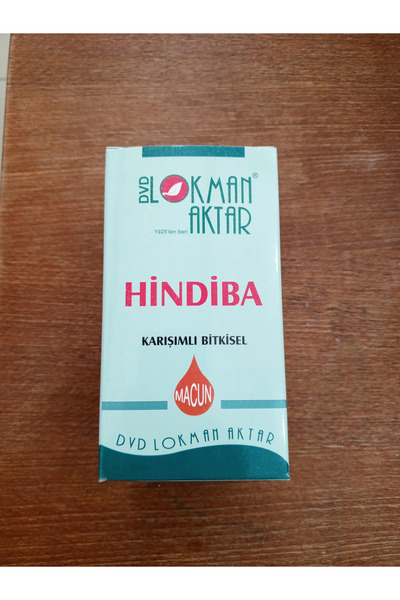 DVD LOKMAN®
AKTAR
1925'ten beri
HİNDİBA
KARIŞIMLI BİTKİSEL
MACUN
DVD LOKMAN AKTAR